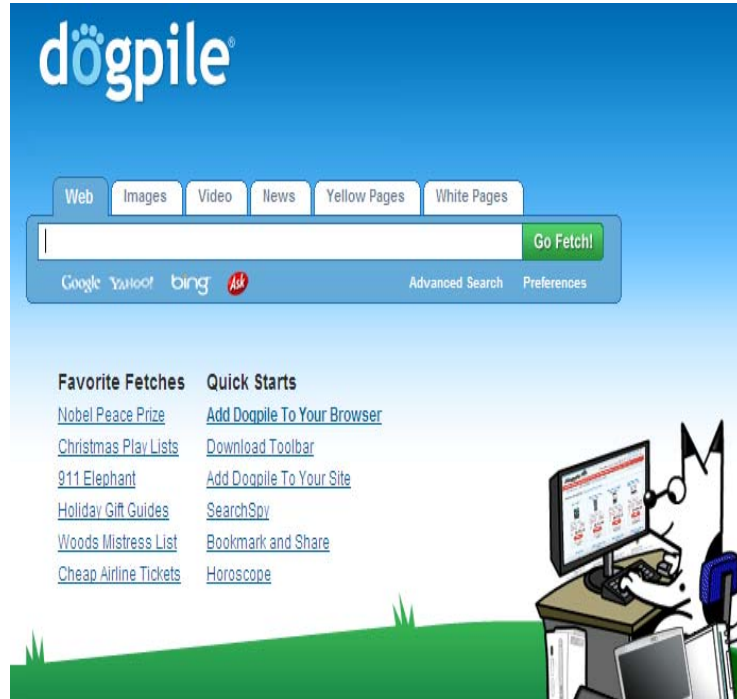 dögpile®
Web Images Video News Yellow Pages White Pages
Go Fetch!
Google YAHOO! bing Ask Advanced Search Preferences
Favorite Fetches
Nobel Peace Prize
Christmas Play Lists
911 Elephant
Holiday Gift Guides
Woods Mistress List
Cheap Airline Tickets
Quick Starts
Add Dogpile To Your Browser
Download Toolbar
Add Dogpile To Your Site
SearchSpy
Bookmark and Share
Horoscope